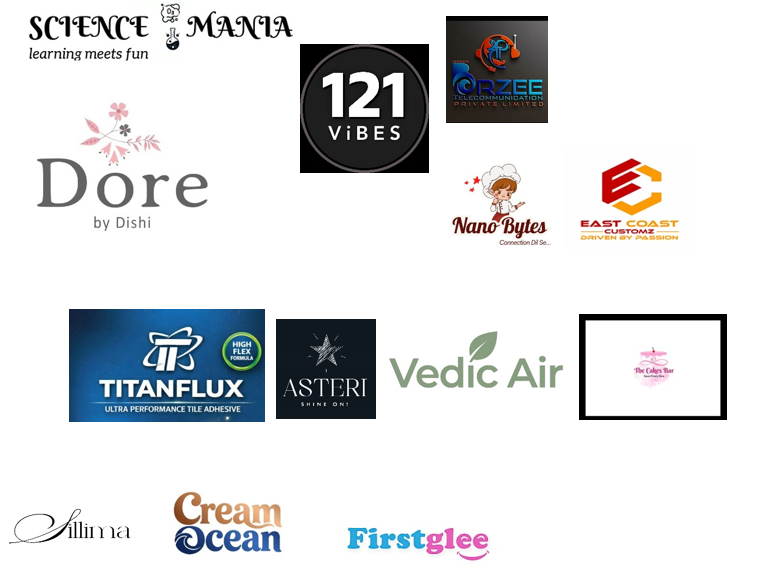 SCIENCE MANIA
learning meets fun
121
ViBES
PRZEE
TELECOMMUNICATION
PRIVATE LIMITED
Dore
by Dishi
Nano Bytes
Connection Dil Se...
EC
EAST COAST
CUSTOMZ
DRIVEN BY PASSION
HIGH
FLEX
FORMULA
TITANFLUX
ULTRA PERFORMANCE TILE ADHESIVE
ASTERI
SHINE ON!
Vedic Air
The Cakes Bar
Sillima
Cream
Ocean
Firstglee